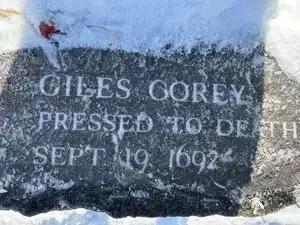 GILES COREY
PRESSED TO DEATH
SEPT 19 1692